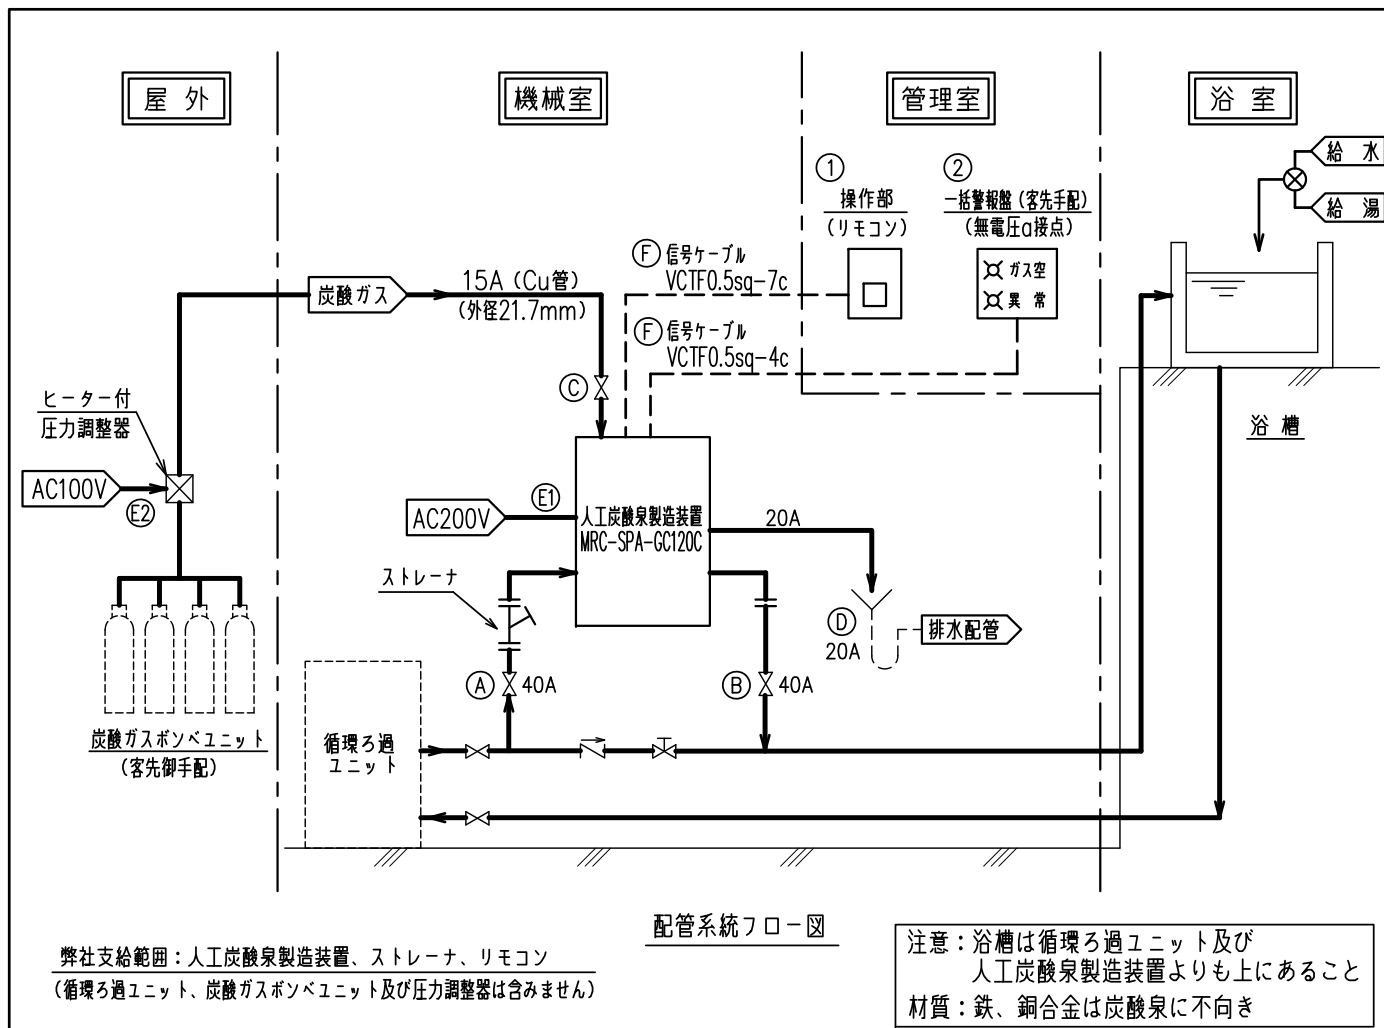 屋外
機械室
管理室
浴室
給水
給湯
①
操作部
(リモコン)
②
一括警報盤(客先手配)
(無電圧a接点)
ガス空
異常
Ⓕ 信号ケーブル
VCTF0.5sq-7c
Ⓕ 信号ケーブル
VCTF0.5sq-4c
炭酸ガス
15A(Cu管)
(外径21.7mm)
Ⓒ
ヒーター付
圧力調整器
AC100V
E2
浴槽
AC200V
E1
人工炭酸泉製造装置
MRC-SPA-GC120C
20A
ストレーナ
Ⓓ
20A
排水配管
Ⓐ 40A
Ⓑ 40A
炭酸ガスボンベユニット
(客先御手配)
循環ろ過
ユニット
配管系統フロー図
弊社支給範囲:人工炭酸泉製造装置、ストレーナ、リモコン
(循環ろ過ユニット、炭酸ガスボンベユニット及び圧力調整器は含みません)
注意:浴槽は循環ろ過ユニット及び
人工炭酸泉製造装置よりも上にあること
材質:鉄、銅合金は炭酸泉に不向き